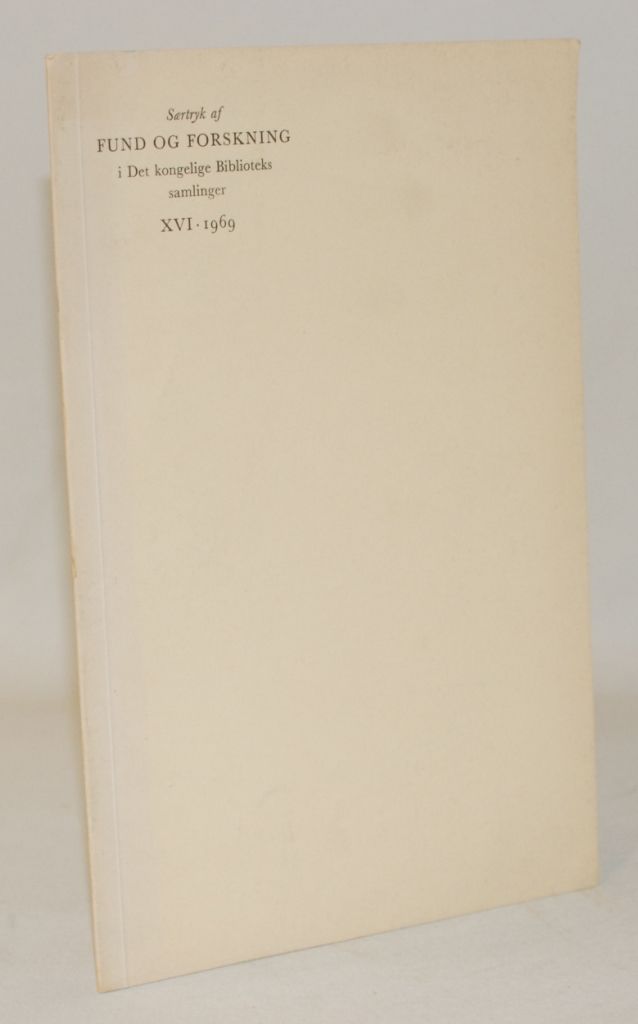 Særtryk af
FUND OG FORSKNING
i Det kongelige Biblioteks
samlinger
XVI · 1969